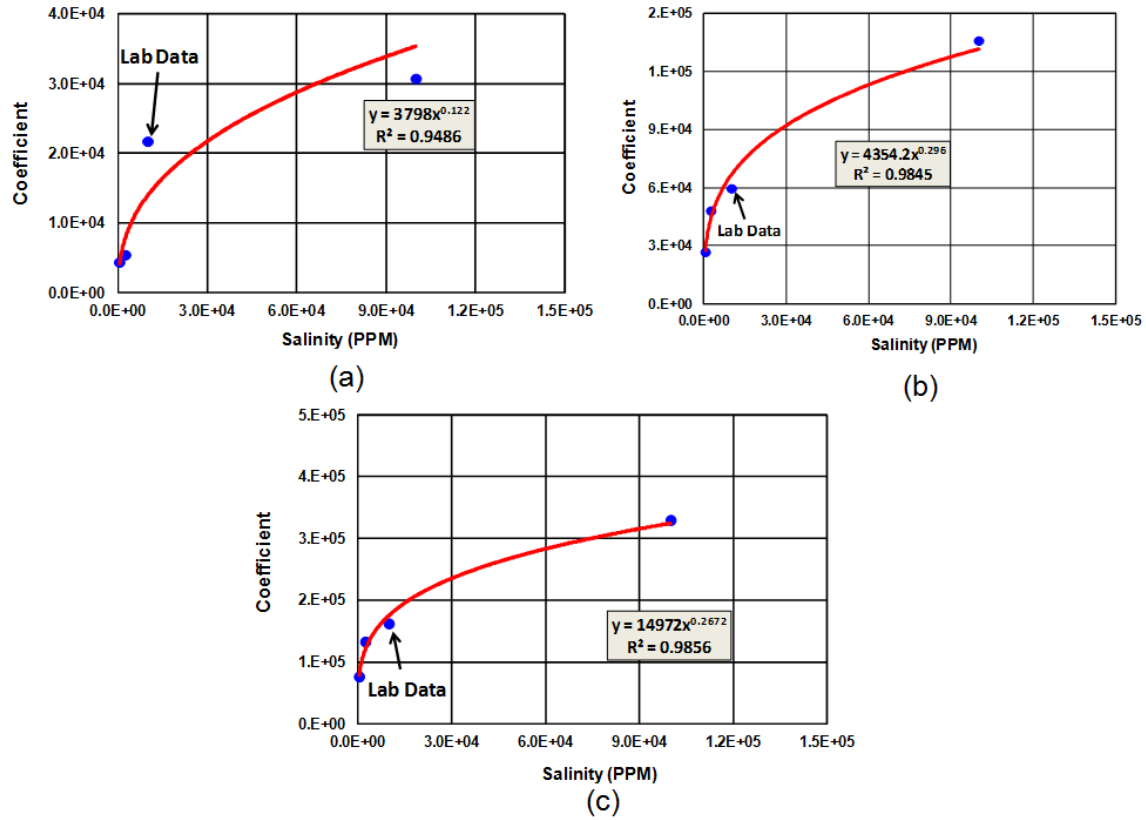 4.0E+04
3.0E+04
2.0E+04
1.0E+04
0.0E+00
Coefficient
Lab Data
y = 3798x^0.122
R² = 0.9486
0.0E+00 3.0E+04 6.0E+04 9.0E+04 1.2E+05 1.5E+05
Salinity (PPM)
(a)
2.E+05
1.E+05
9.E+04
6.E+04
3.E+04
0.E+00
Coefficient
y = 4354.2x^0.296
R² = 0.9845
Lab Data
0.0E+00 3.0E+04 6.0E+04 9.0E+04 1.2E+05 1.5E+05
Salinity (PPM)
(b)
5.E+05
4.E+05
3.E+05
2.E+05
1.E+05
0.E+00
Coefficient
y = 14972x^0.2672
R² = 0.9856
Lab Data
0.0E+00 3.0E+04 6.0E+04 9.0E+04 1.2E+05 1.5E+05
Salinity (PPM)
(c)